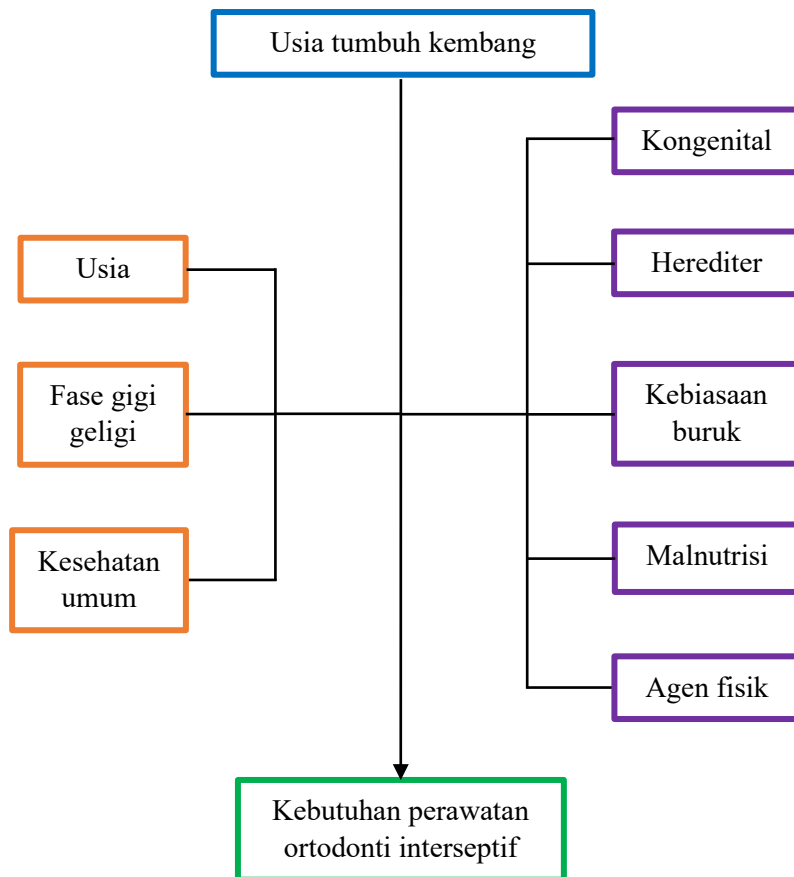 Usia tumbuh kembang
Kongenital
Usia
Herediter
Fase gigi
geligi
Kebiasaan
buruk
Kesehatan
umum
Malnutrisi
Agen fisik
Kebutuhan perawatan
ortodonti interseptif